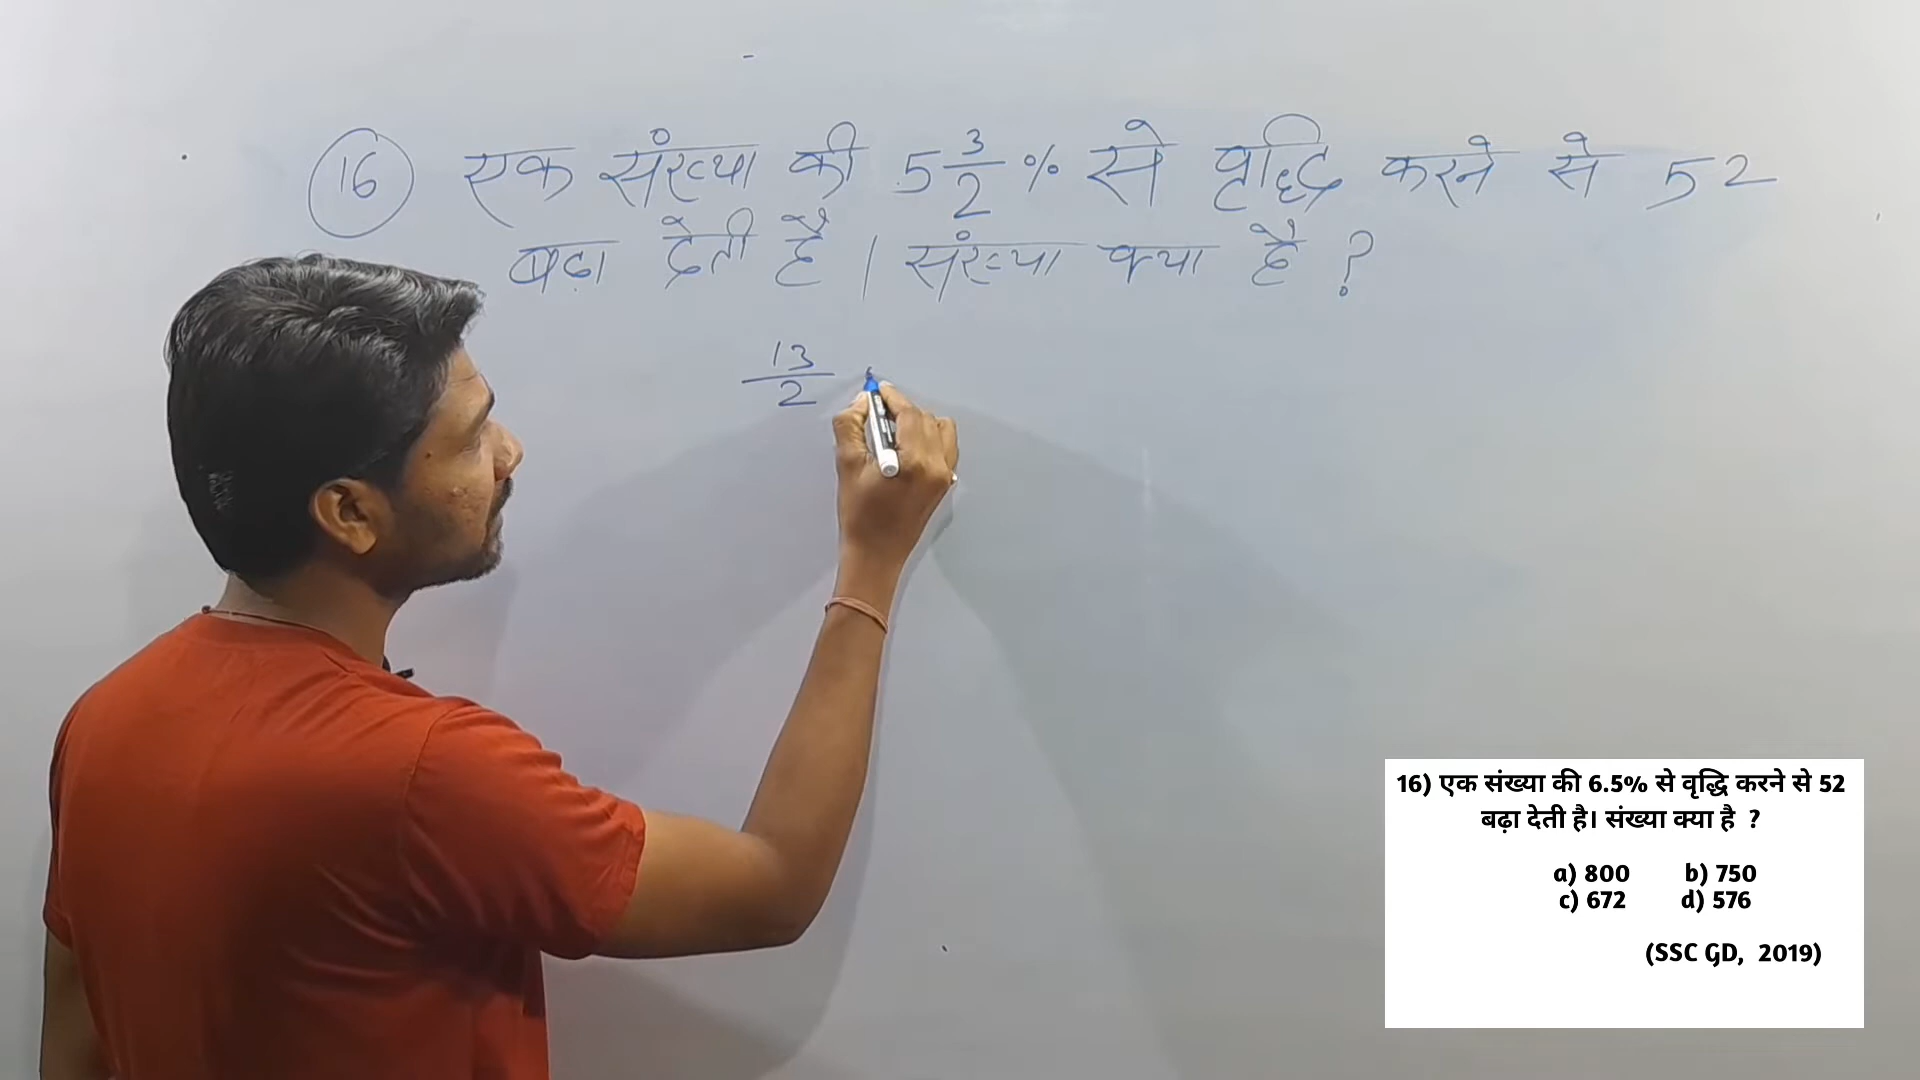 16 एक संख्या की 5 3/2 % से वृद्धि करने से 52
बढ़ा देती है। संख्या क्या है ?
13/2
16) एक संख्या की 6.5% से वृद्धि करने से 52
बढ़ा देती है। संख्या क्या है ?
a) 800 b) 750
c) 672 d) 576
(SSC GD, 2019)